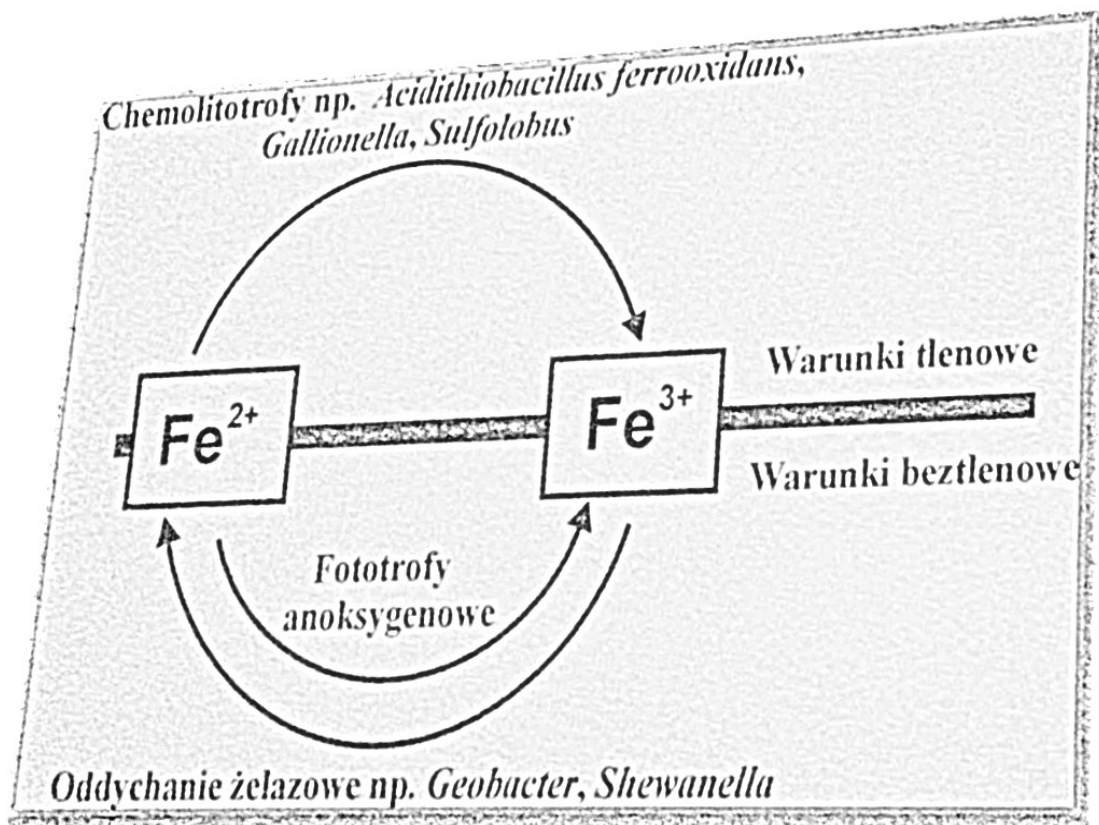 Chemolitotrofy np. Acidithiobacillus ferrooxidans,
Gallionella, Sulfolobus
Fe²⁺
Fe³⁺
Warunki tlenowe
Warunki beztlenowe
Fototrofy
anoksygenowe
Oddychanie żelazowe np. Geobacter, Shewanella